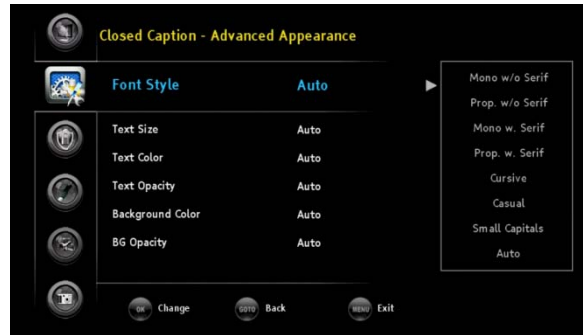 Closed Caption - Advanced Appearance
Font Style Auto
Text Size Auto
Text Color Auto
Text Opacity Auto
Background Color Auto
BG Opacity Auto
Mono w/o Serif
Prop. w/o Serif
Mono w. Serif
Prop. w. Serif
Cursive
Casual
Small Capitals
Auto
OK Change GOTO Back MENU Exit